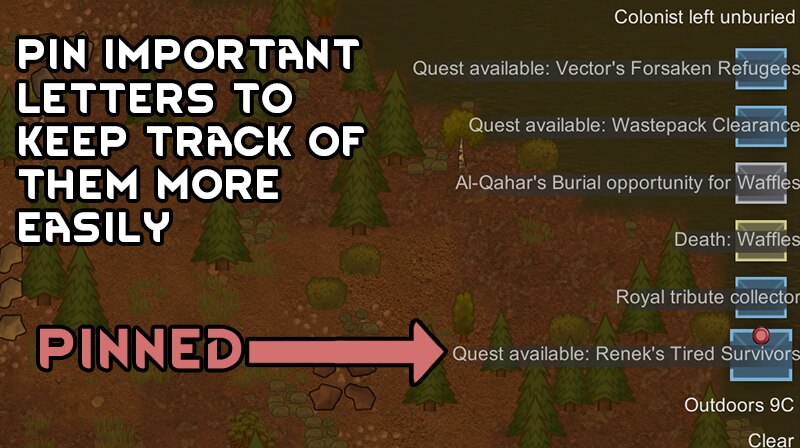 PIN IMPORTANT
LETTERS TO
KEEP TRACK OF
THEM MORE
EASILY
PINNED
Colonist left unburied
Quest available: Vector's Forsaken Refugees
Quest available: Wastepack Clearance
Al-Qahar's Burial opportunity for Waffles
Death: Waffles
Royal tribute collector
Quest available: Renek's Tired Survivors
Outdoors 9C
Clear